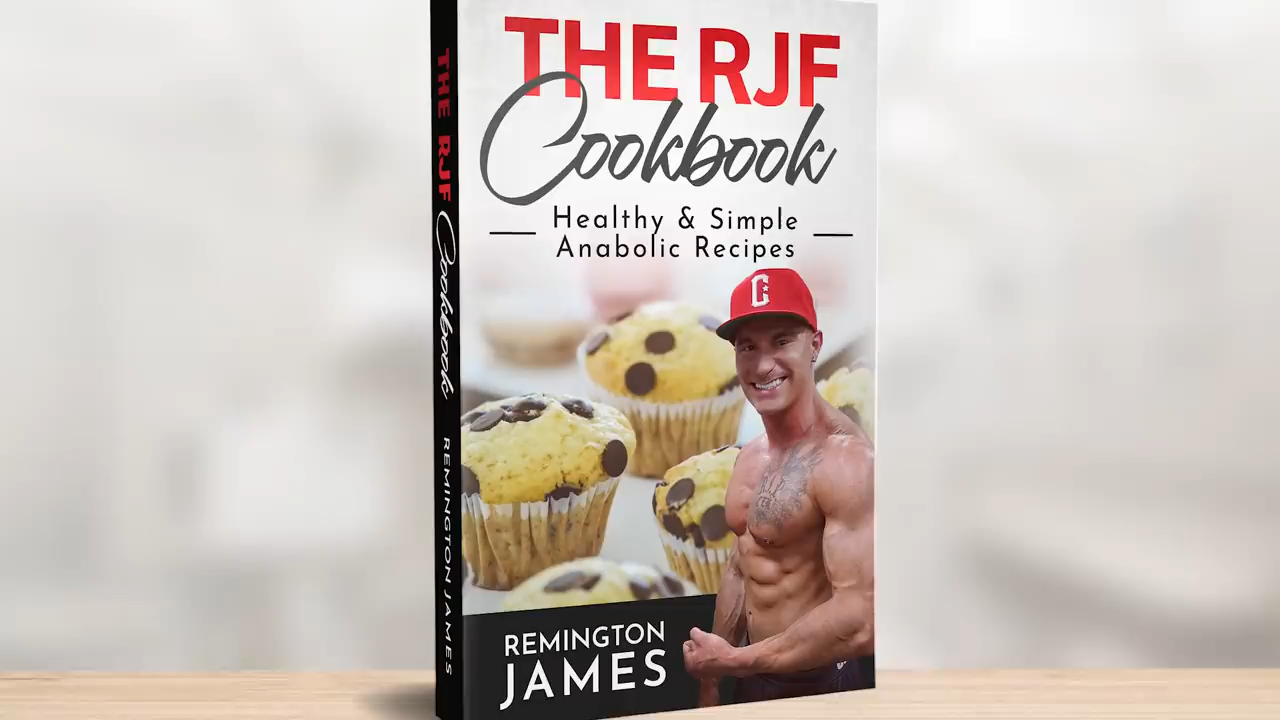 THE RJF
Cookbook
Healthy & Simple
Anabolic Recipes
C
REMINGTON
JAMES
THE RJF Cookbook REMINGTON JAMES